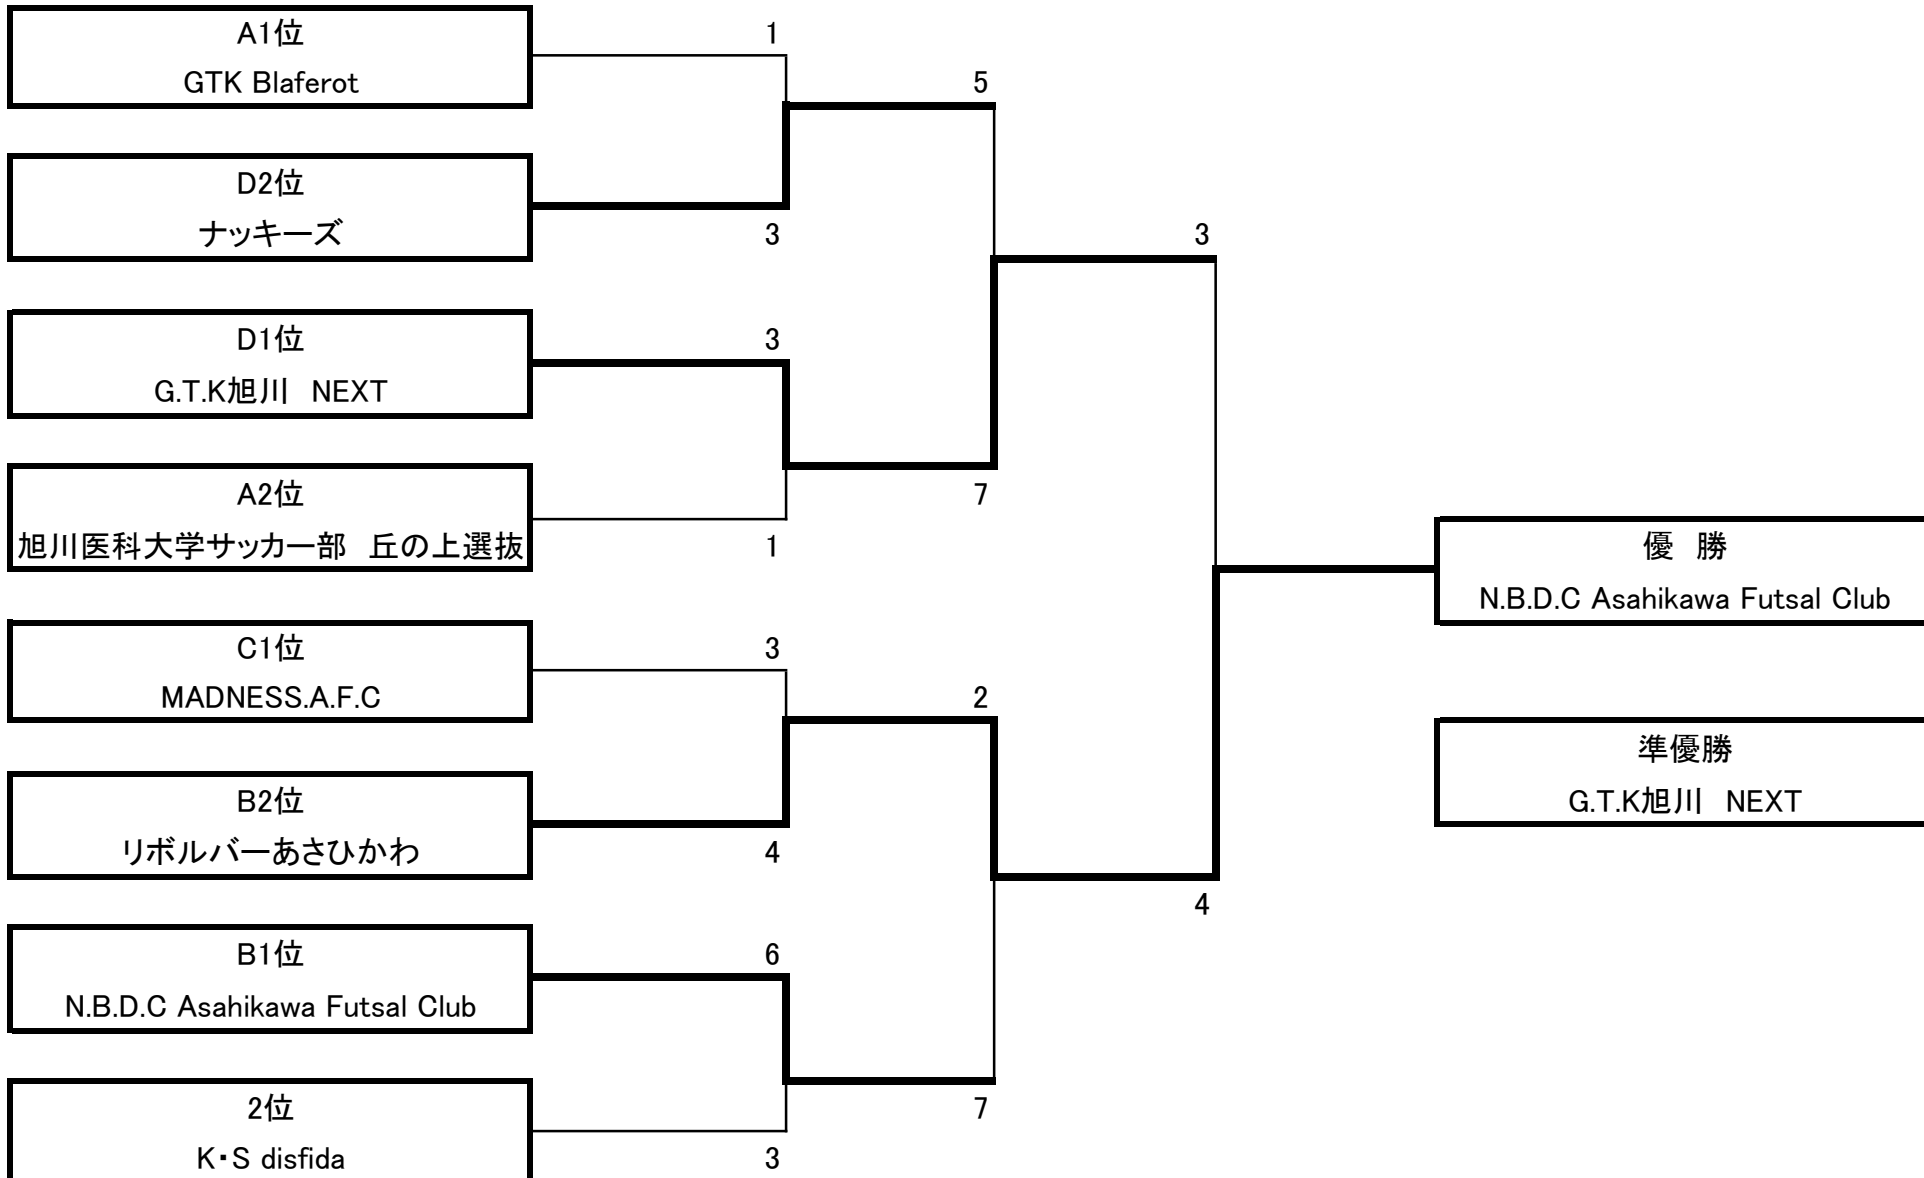 A1位
GTK Blaferot
1
5
D2位
ナッキーズ
3
3
D1位
G.T.K旭川　NEXT
3
A2位
旭川医科大学サッカー部　丘の上選抜
1
7
優　勝
N.B.D.C Asahikawa Futsal Club
C1位
MADNESS.A.F.C
3
2
準優勝
G.T.K旭川　NEXT
B2位
リボルバーあさひかわ
4
4
B1位
N.B.D.C Asahikawa Futsal Club
6
7
2位
K・S disfida
3